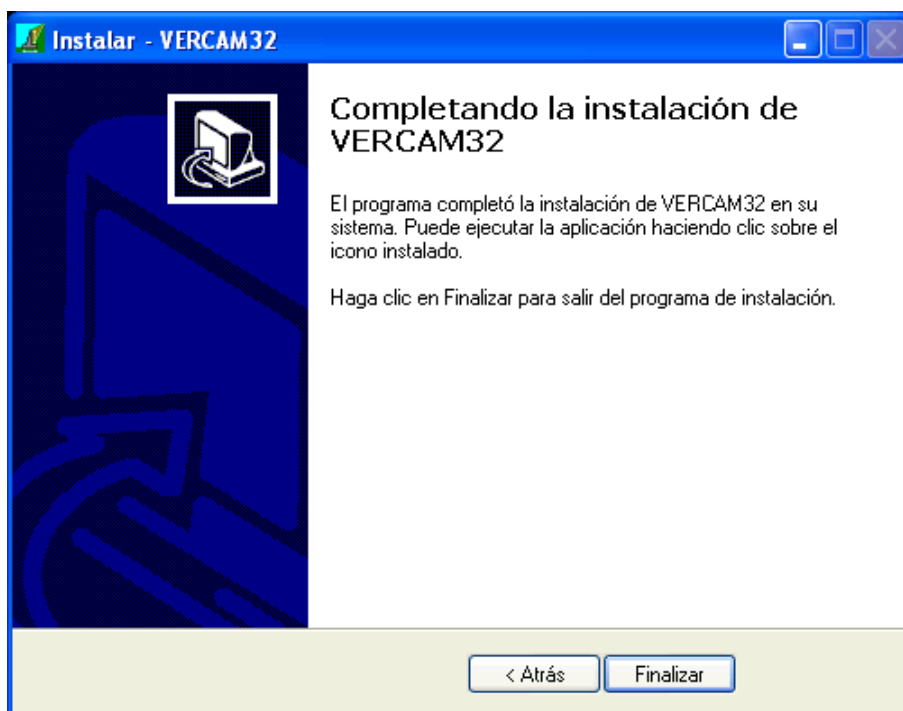 Instalar - VERCAM32
Completando la instalación de
VERCAM32
El programa completó la instalación de VERCAM32 en su
sistema. Puede ejecutar la aplicación haciendo clic sobre el
icono instalado.
Haga clic en Finalizar para salir del programa de instalación.
< Atrás
Finalizar